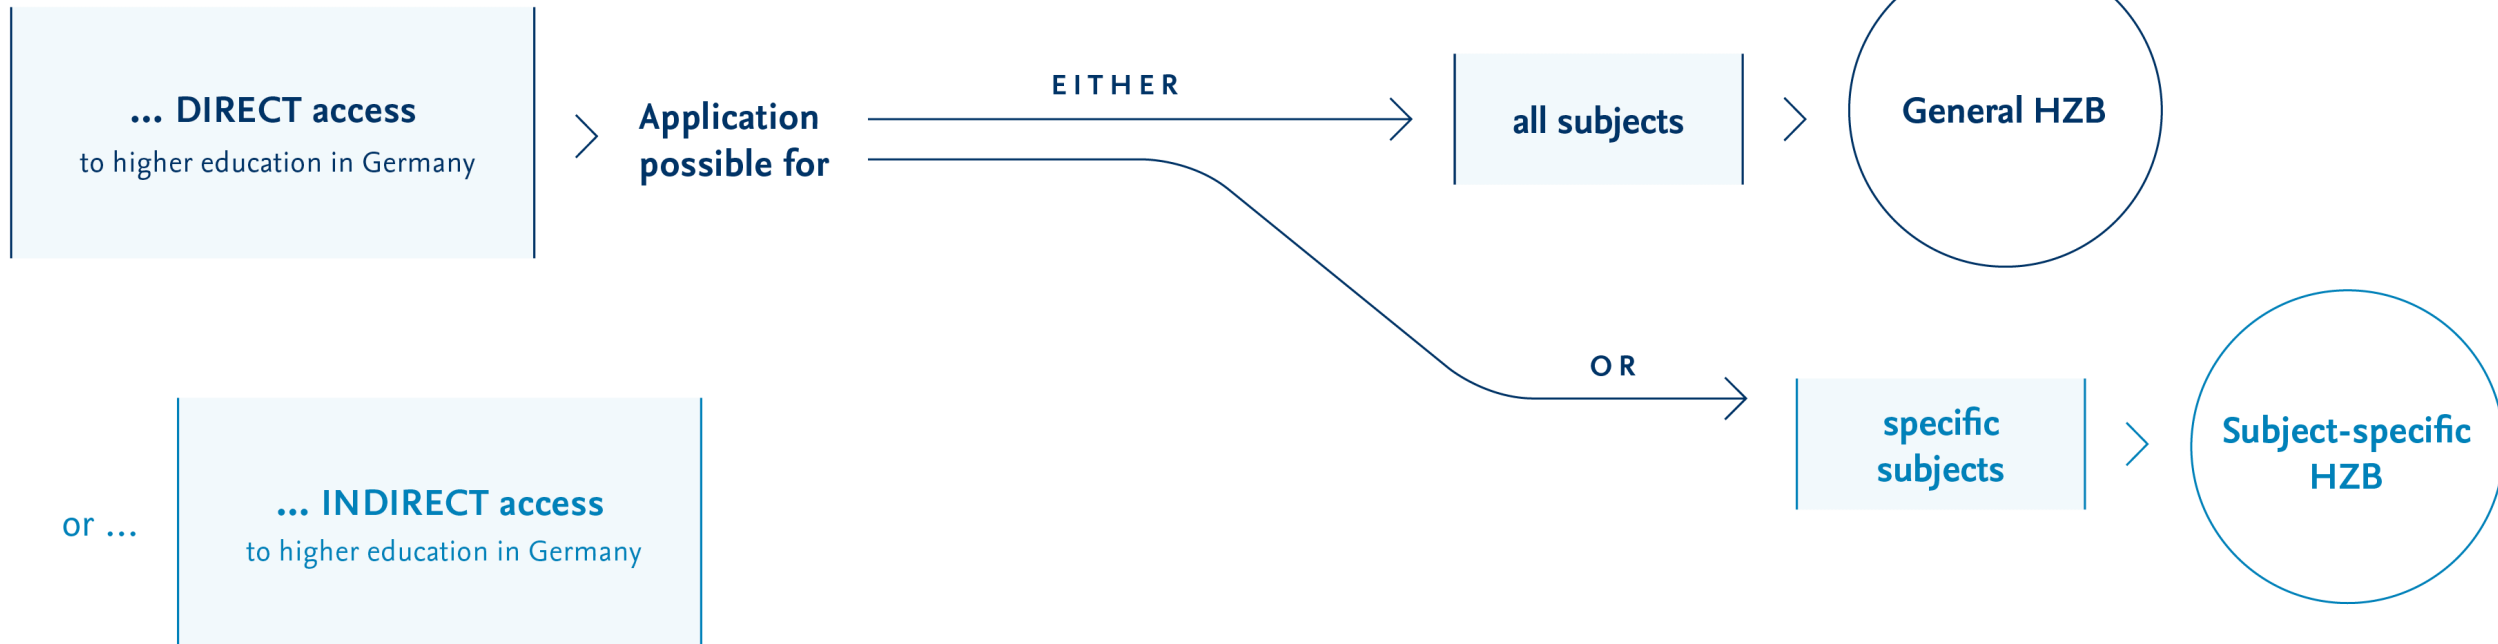 ... DIRECT access
to higher education in Germany
Application
possible for
EITHER
all subjects
General HZB
OR
specific
subjects
Subject-specific
HZB
or ...
... INDIRECT access
to higher education in Germany